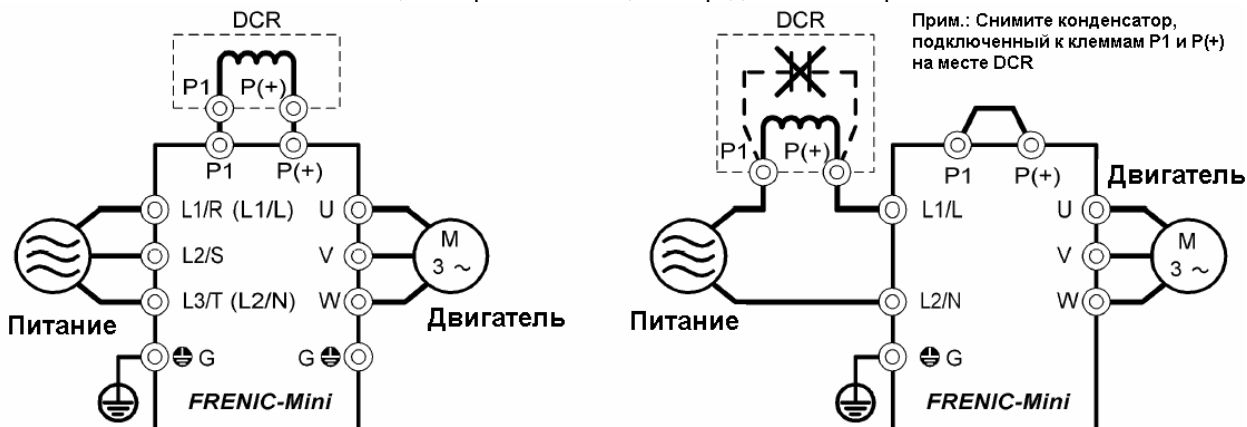 DCR
P1 P(+)
P1 P(+)
L1/R (L1/L) U
L2/S V
L3/T (L2/N) W
M
3 ~
Питание
Двигатель
G G
FRENIC-Mini
DCR
Прим.: Снимите конденсатор,
подключенный к клеммам P1 и P(+)
на месте DCR
P1 P(+)
P1 P(+)
Двигатель
L1/L U
V
M
3 ~
L2/N W
Питание
G
FRENIC-Mini